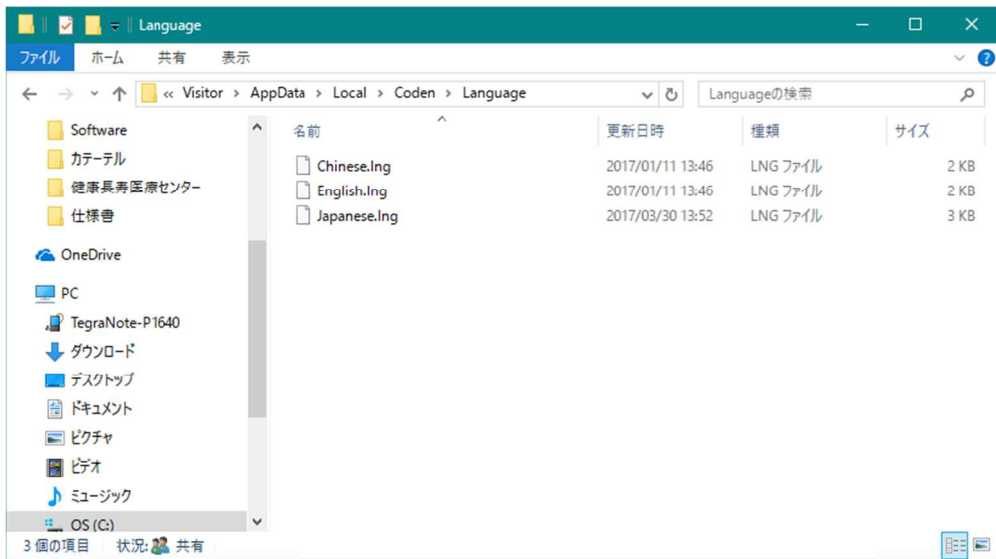 Language
ファイル ホーム 共有 表示
« Visitor > AppData > Local > Coden > Language
Languageの検索
Software
カテーテル
健康長寿医療センター
仕様書
OneDrive
PC
TegraNote-P1640
ダウンロード
デスクトップ
ドキュメント
ピクチャ
ビデオ
ミュージック
OS (C:)
名前 更新日時 種類 サイズ
Chinese.lng 2017/01/11 13:46 LNG ファイル 2 KB
English.lng 2017/01/11 13:46 LNG ファイル 2 KB
Japanese.lng 2017/03/30 13:52 LNG ファイル 3 KB
3 個の項目 状況: 共有